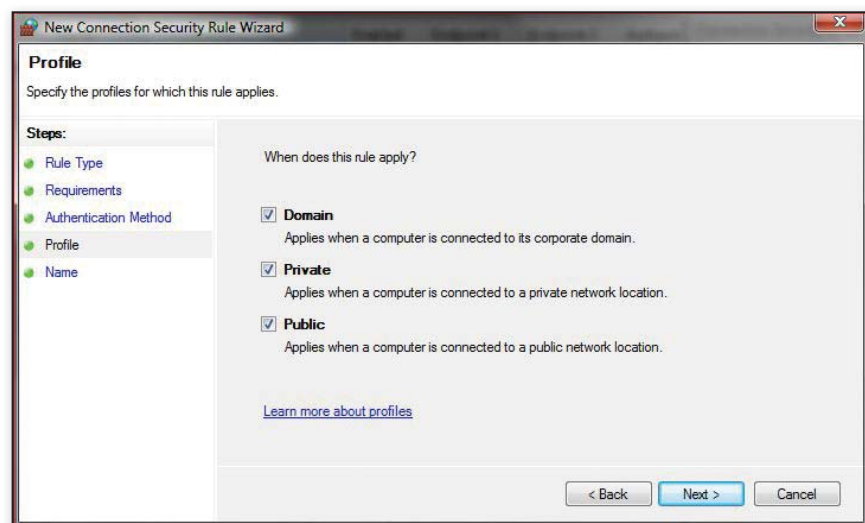 New Connection Security Rule Wizard
Profile
Specify the profiles for which this rule applies.
Steps:
Rule Type
Requirements
Authentication Method
Profile
Name
When does this rule apply?
Domain
Applies when a computer is connected to its corporate domain.
Private
Applies when a computer is connected to a private network location.
Public
Applies when a computer is connected to a public network location.
Learn more about profiles
< Back Next > Cancel